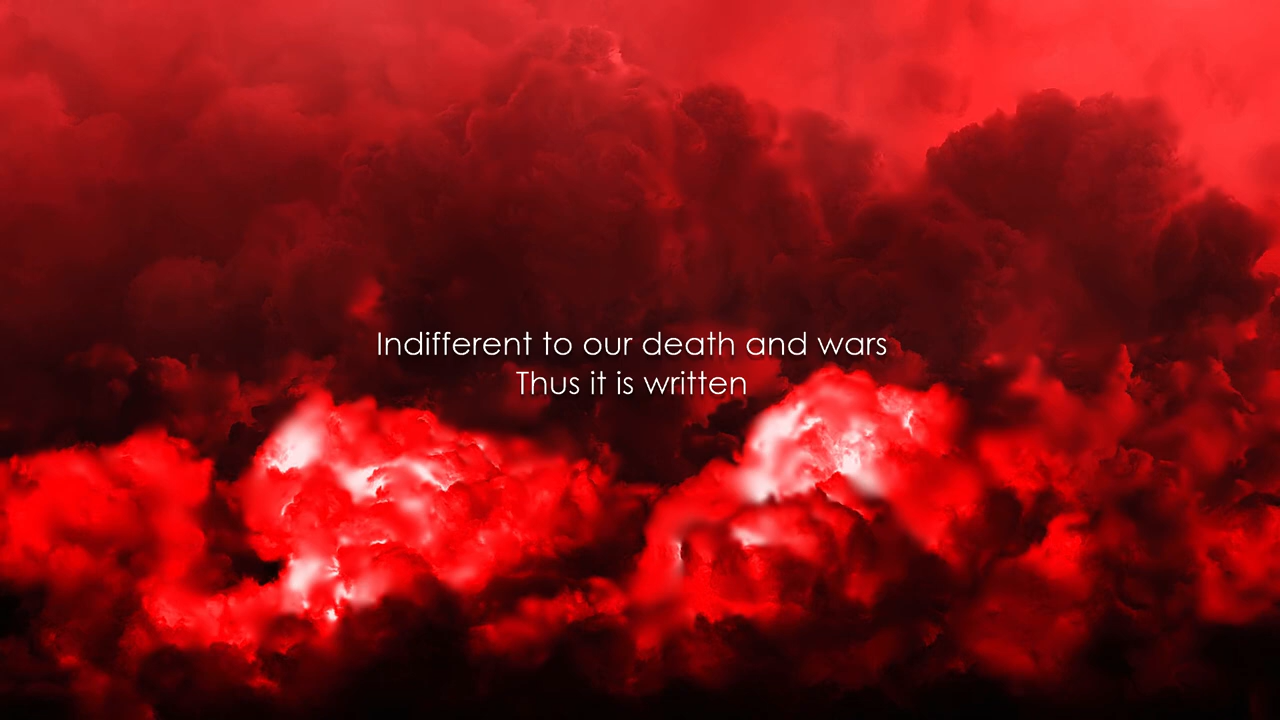 Indifferent to our death and wars
Thus it is written